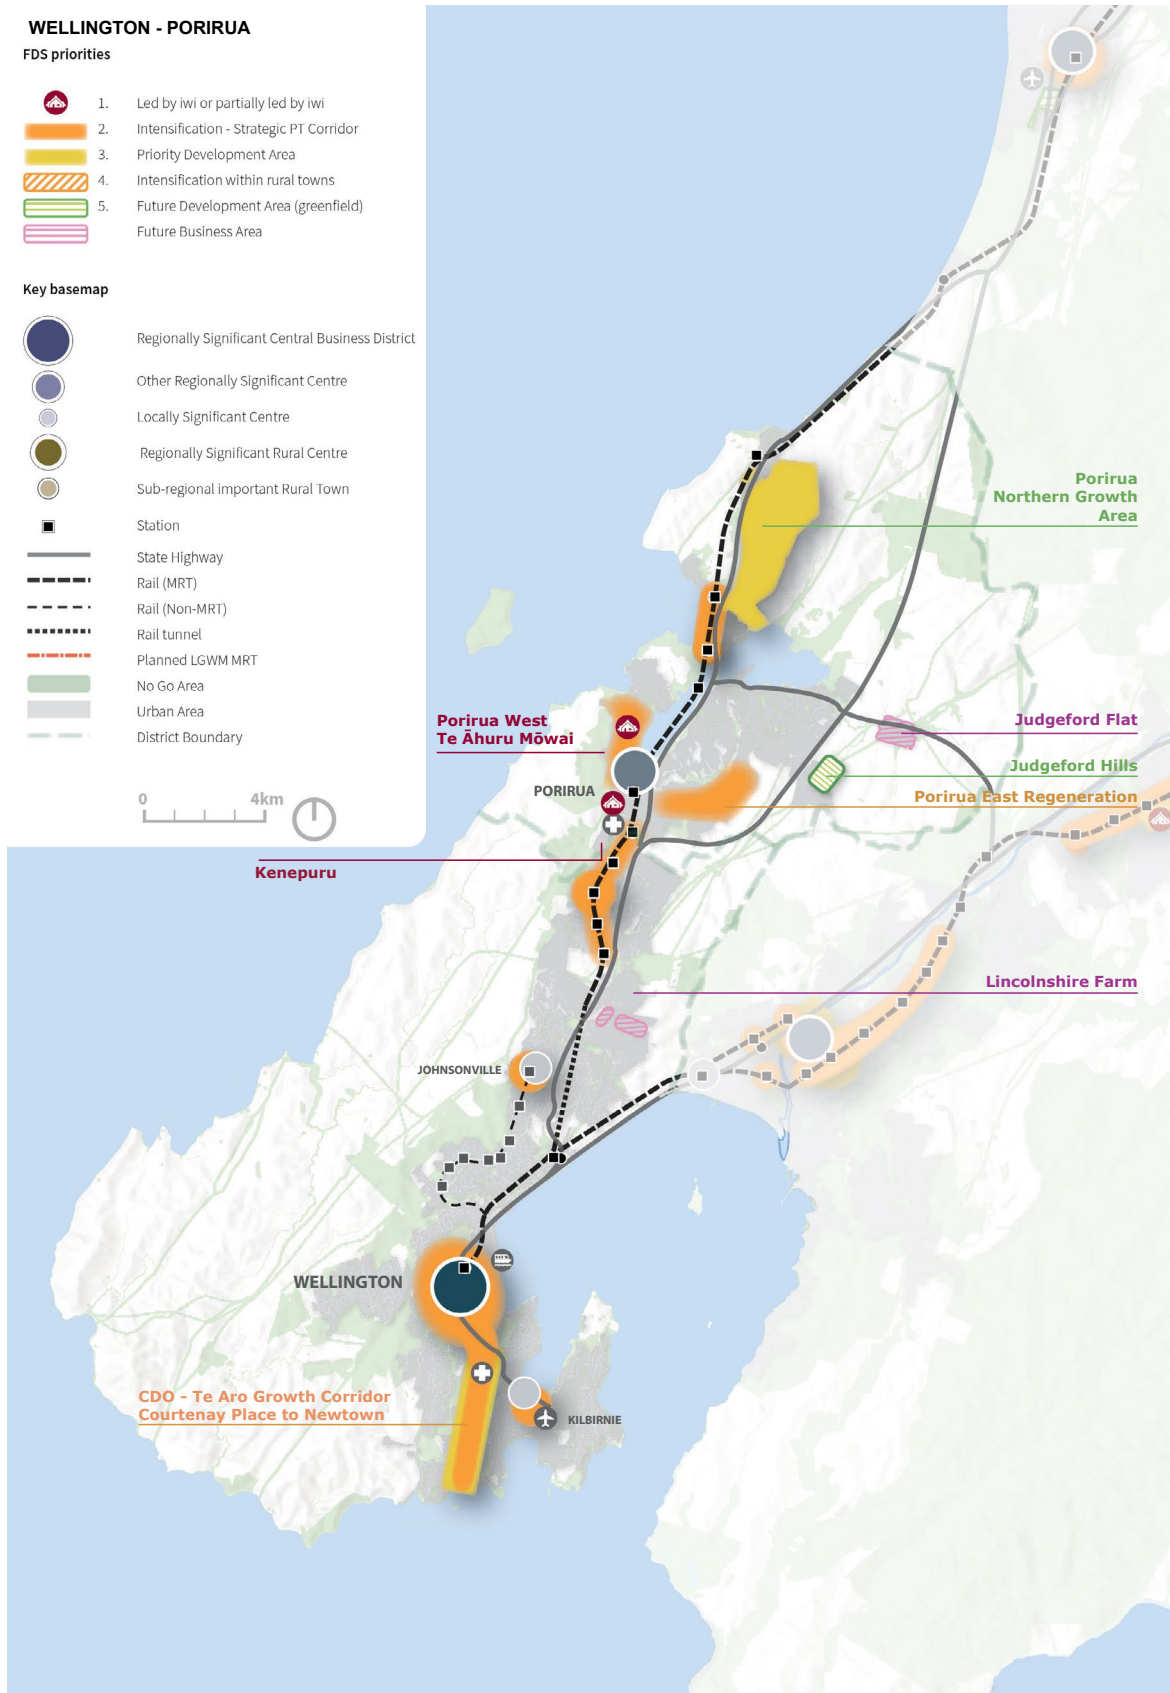 WELLINGTON - PORIRUA
FDS priorities
1. Led by iwi or partially led by iwi
2. Intensification - Strategic PT Corridor
3. Priority Development Area
4. Intensification within rural towns
5. Future Development Area (greenfield)
Future Business Area
Key basemap
Regionally Significant Central Business District
Other Regionally Significant Centre
Locally Significant Centre
Regionally Significant Rural Centre
Sub-regional important Rural Town
Station
State Highway
Rail (MRT)
Rail (Non-MRT)
Rail tunnel
Planned LGWM MRT
No Go Area
Urban Area
District Boundary
0 4km
Porirua
Northern Growth
Area
Porirua West
Te Āhuru Mōwai
Judgeford Flat
Judgeford Hills
PORIRUA
Porirua East Regeneration
Kenepuru
Lincolnshire Farm
JOHNSONVILLE
WELLINGTON
CDO - Te Aro Growth Corridor
Courtenay Place to Newtown
KILBIRNIE